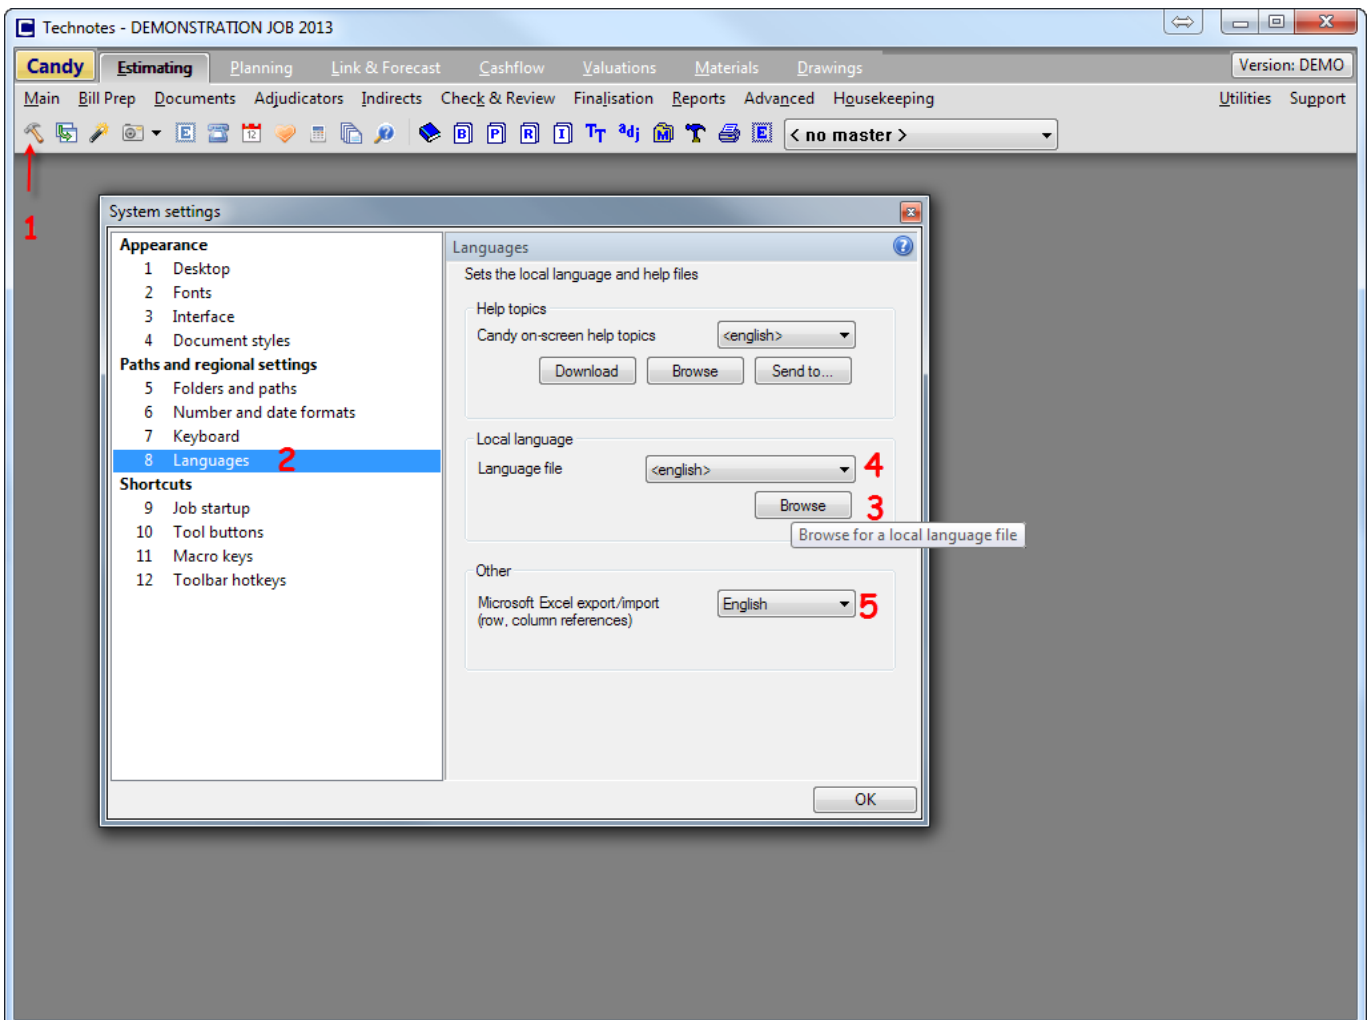 Technotes - DEMONSTRATION JOB 2013
Candy Estimating Planning Link & Forecast Cashflow Valuations Materials Drawings Version: DEMO
Main Bill Prep Documents Adjudicators Indirects Check & Review Finalisation Reports Advanced Housekeeping Utilities Support
E 12 B P R I TT adj M E < no master >
1
System settings
Appearance
1 Desktop
2 Fonts
3 Interface
4 Document styles
Paths and regional settings
5 Folders and paths
6 Number and date formats
7 Keyboard
8 Languages 2
Shortcuts
9 Job startup
10 Tool buttons
11 Macro keys
12 Toolbar hotkeys
Languages
Sets the local language and help files
Help topics
Candy on-screen help topics <english>
Download Browse Send to...
Local language
Language file <english> 4
Browse 3
Browse for a local language file
Other
Microsoft Excel export/import English 5
(row, column references)
OK